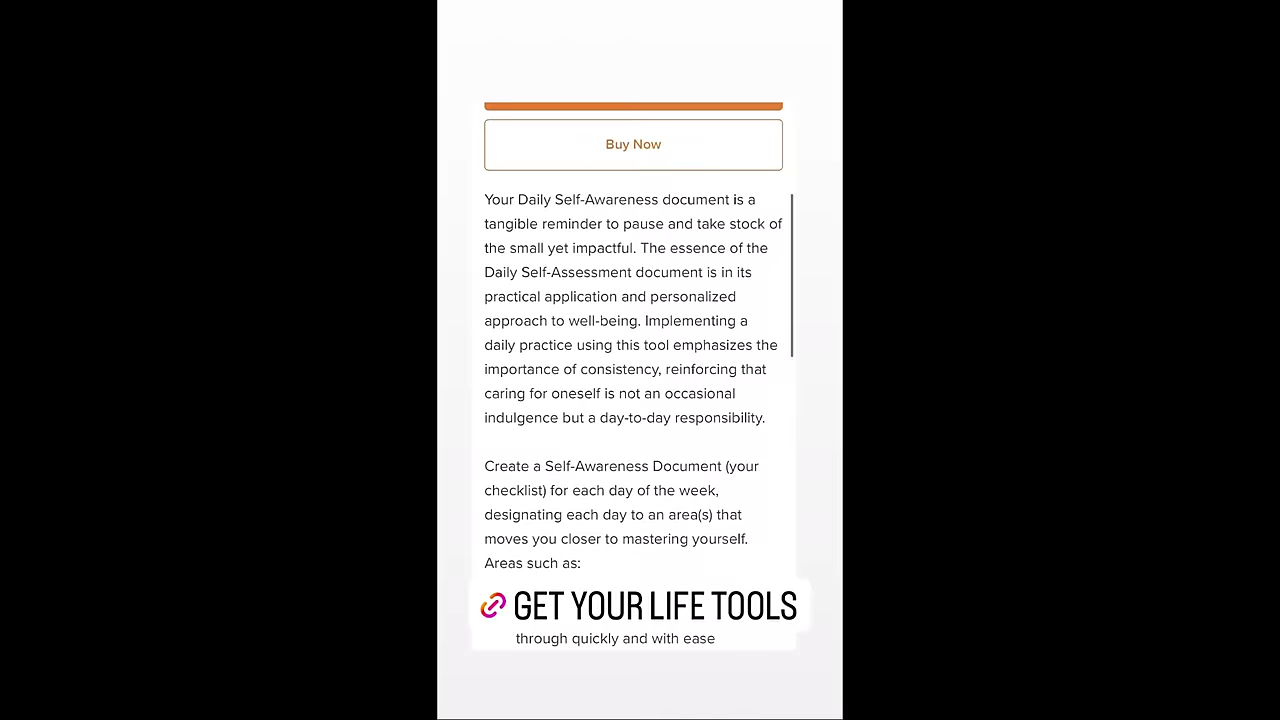 Buy Now
Your Daily Self-Awareness document is a
tangible reminder to pause and take stock of
the small yet impactful. The essence of the
Daily Self-Assessment document is in its
practical application and personalized
approach to well-being. Implementing a
daily practice using this tool emphasizes the
importance of consistency, reinforcing that
caring for oneself is not an occasional
indulgence but a day-to-day responsibility.
Create a Self-Awareness Document (your
checklist) for each day of the week,
designating each day to an area(s) that
moves you closer to mastering yourself.
Areas such as:
GET YOUR LIFE TOOLS
through quickly and with ease